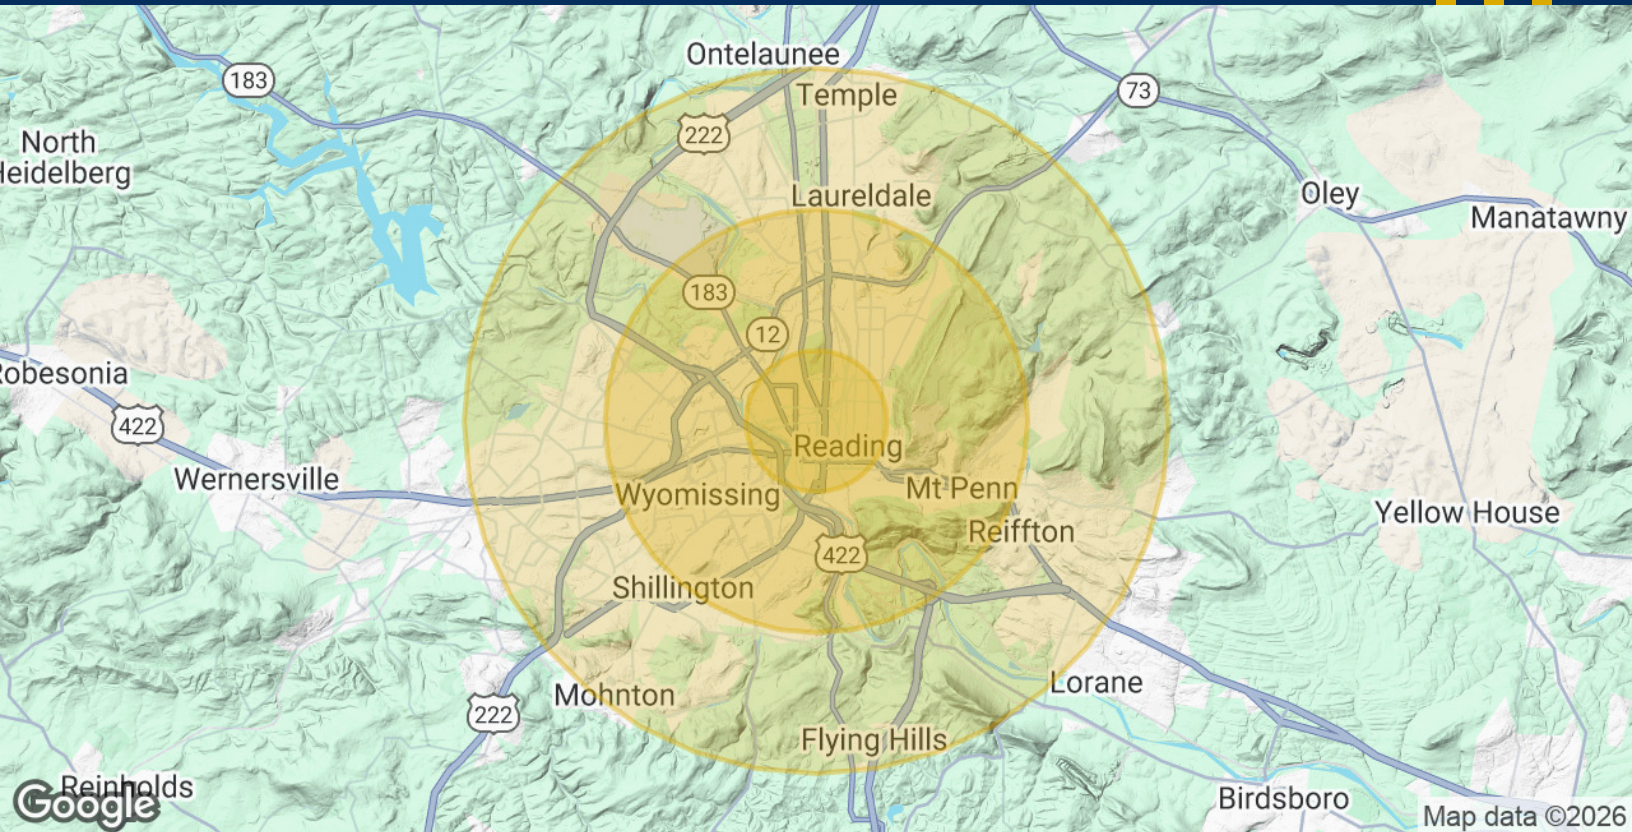 Ontelaunee
183
73
Temple
222
North
Heidelberg
Laureldale
Oley
Manatawny
183
12
Robesonia
422
Reading
Wernersville
Wyomissing
Mt Penn
Yellow House
Reiffton
422
Shillington
Lorane
Mohnton
222
Flying Hills
Reinholds
Birdsboro
Google
Map data ©2026